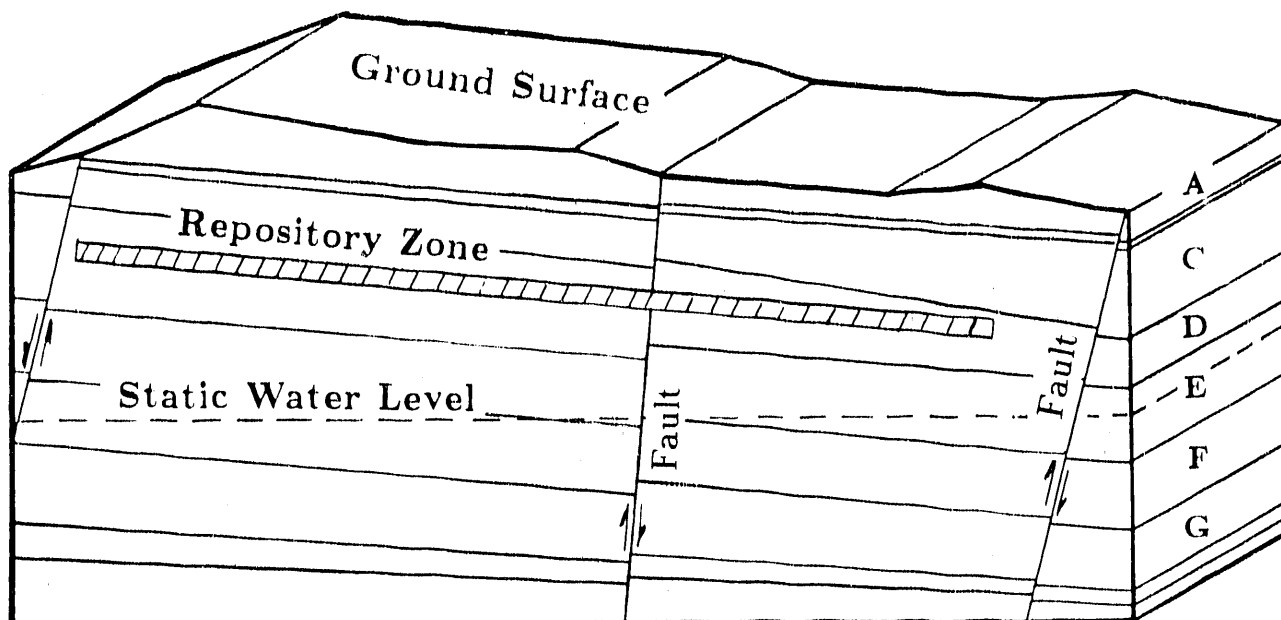 Ground Surface
A
Repository Zone
C
D
Fault
E
Static Water Level
Fault
F
G